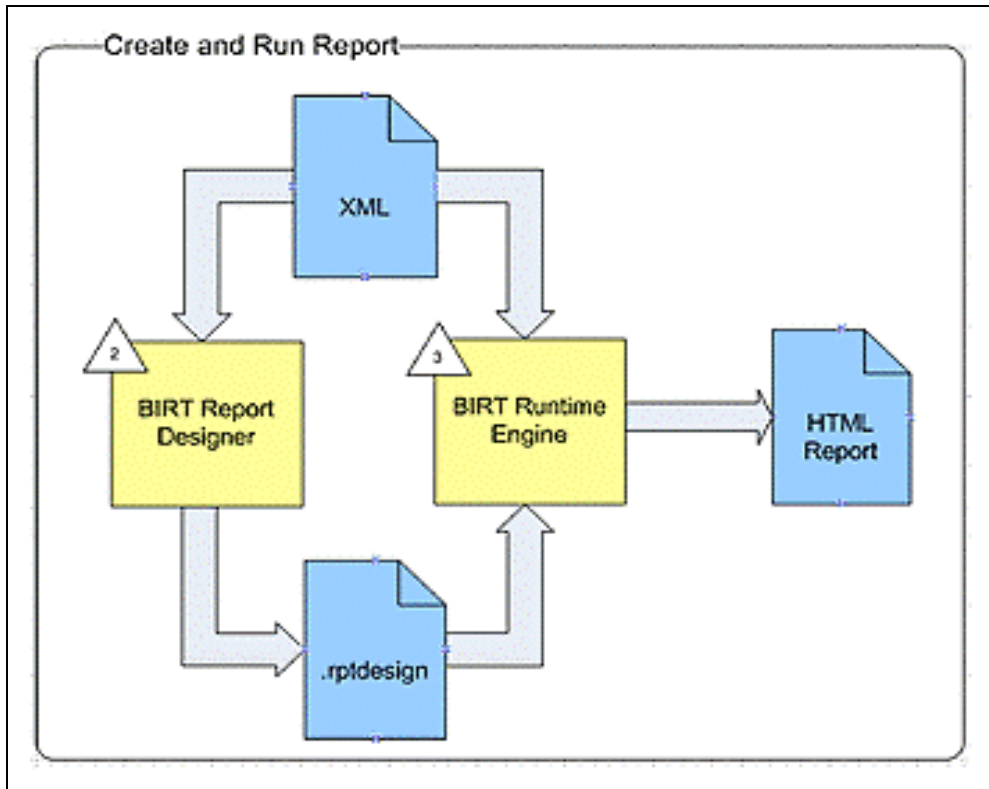 Create and Run Report
XML
2
BIRT Report
Designer
3
BIRT Runtime
Engine
HTML
Report
.rptdesign